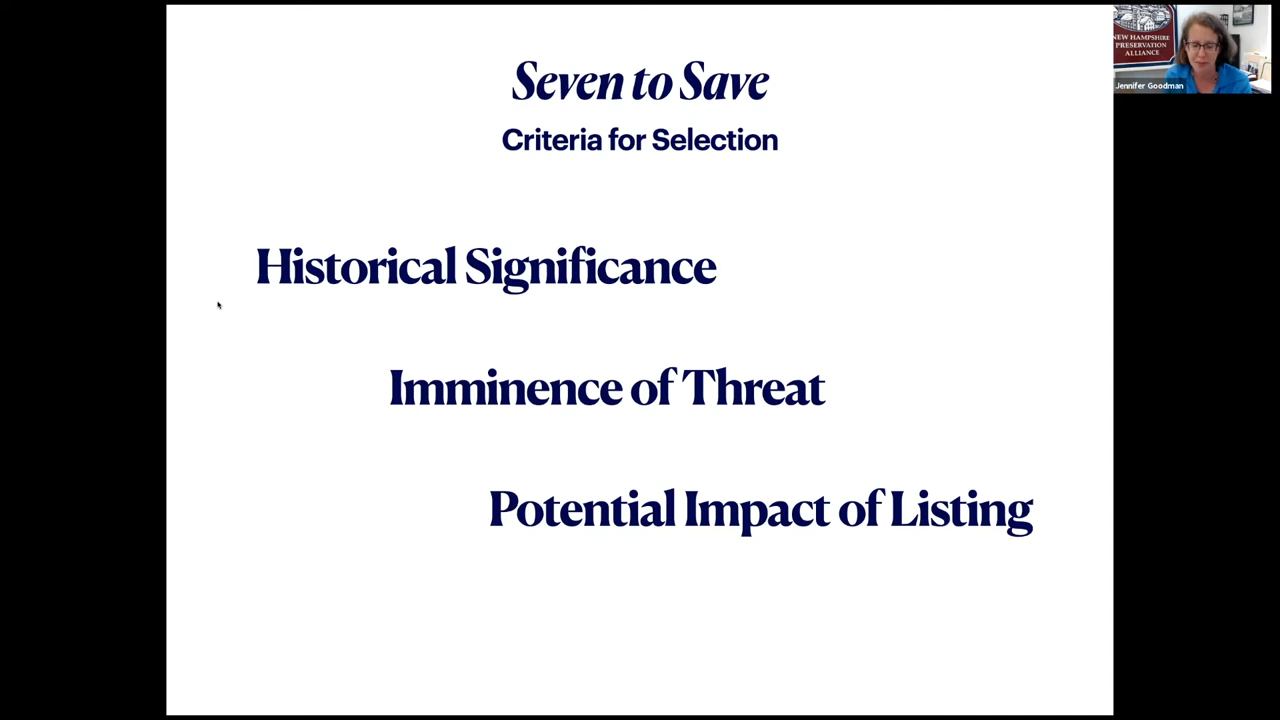 Seven to Save
Criteria for Selection
Historical Significance
Imminence of Threat
Potential Impact of Listing
NEW HAMPSHIRE
PRESERVATION
ALLIANCE
Jennifer Goodman